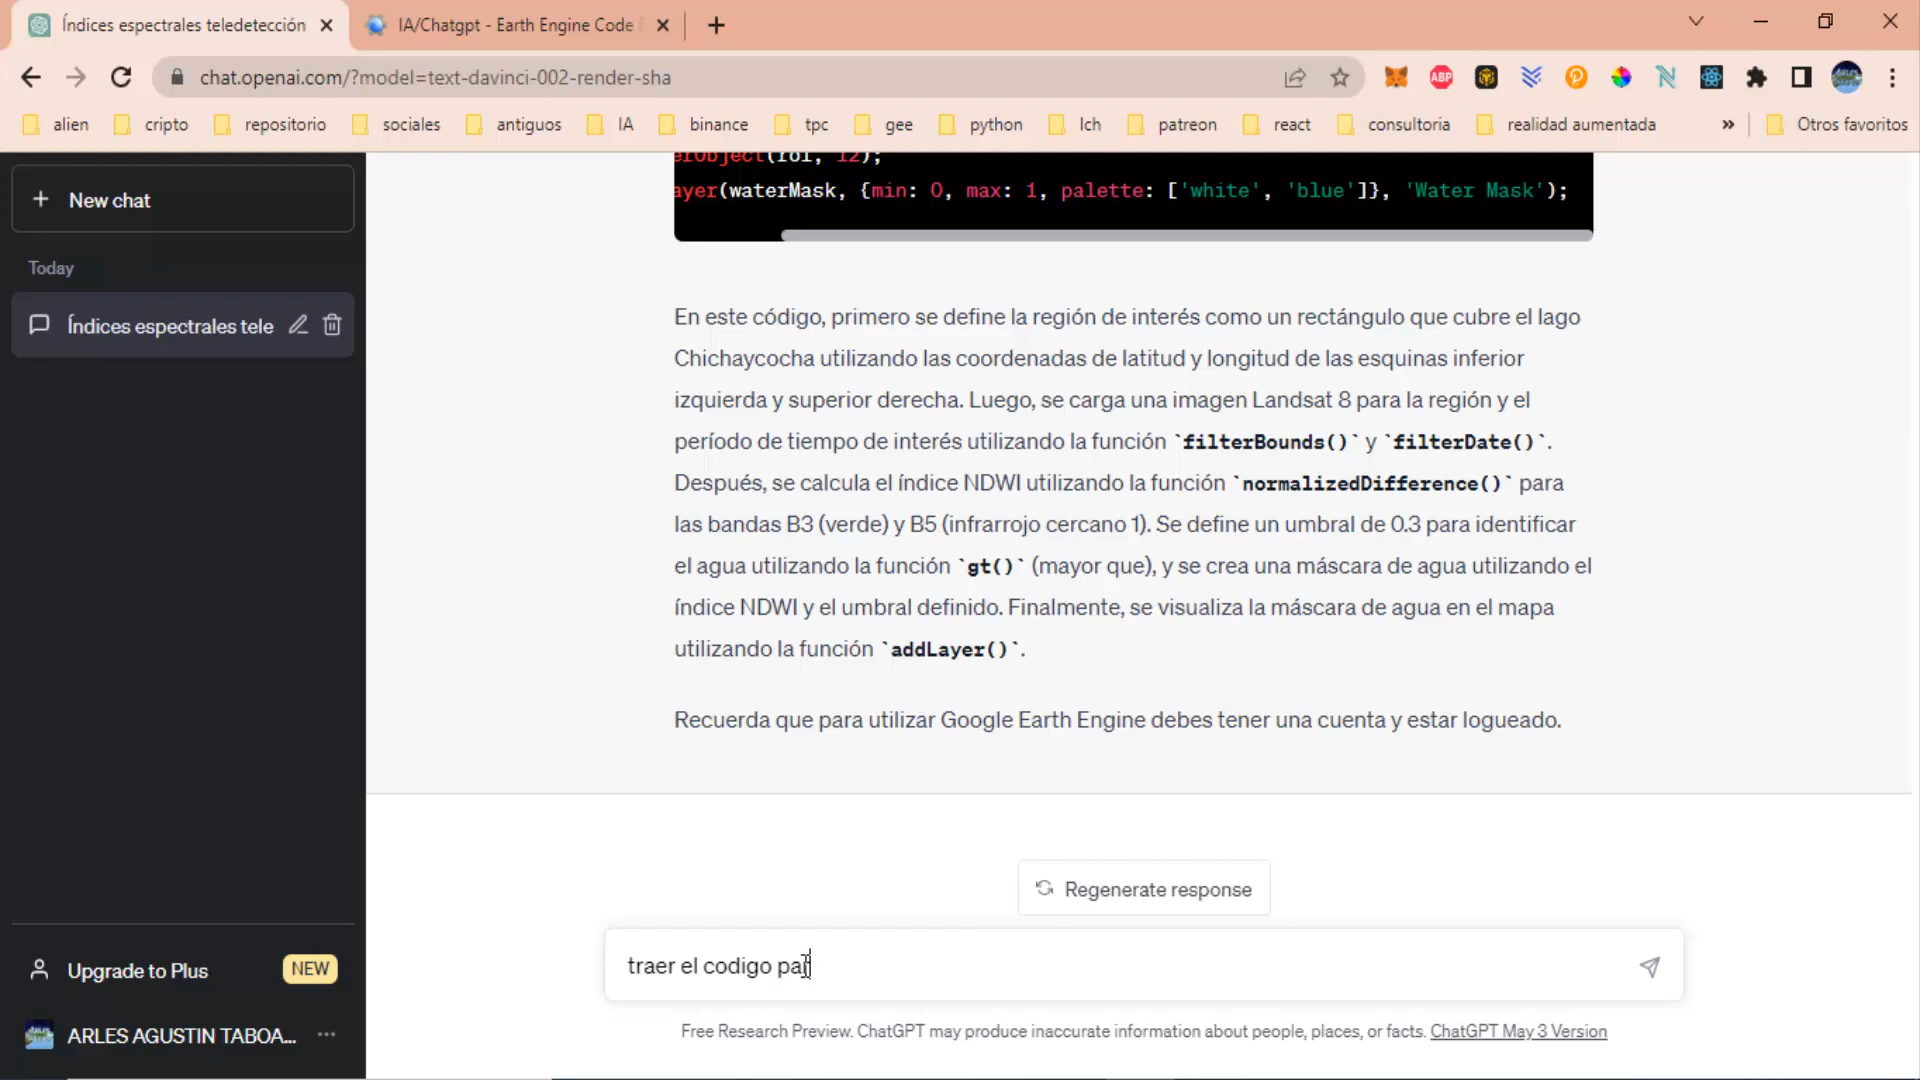 Índices espectrales teledetección
IA/Chatgpt - Earth Engine Code
chat.openai.com/?model=text-davinci-002-render-sha
ABP
alien cripto repositorio sociales antiguos IA binance tpc gee python lch patreon react consultoria realidad aumentada » Otros favoritos
+ New chat
Today
Índices espectrales tele
erObject(roi, 12);
ayer(waterMask, {min: 0, max: 1, palette: ['white', 'blue']}, 'Water Mask');
En este código, primero se define la región de interés como un rectángulo que cubre el lago
Chichaycocha utilizando las coordenadas de latitud y longitud de las esquinas inferior
izquierda y superior derecha. Luego, se carga una imagen Landsat 8 para la región y el
período de tiempo de interés utilizando la función `filterBounds()` y `filterDate()`.
Después, se calcula el índice NDWI utilizando la función `normalizedDifference()` para
las bandas B3 (verde) y B5 (infrarrojo cercano 1). Se define un umbral de 0.3 para identificar
el agua utilizando la función `gt()` (mayor que), y se crea una máscara de agua utilizando el
índice NDWI y el umbral definido. Finalmente, se visualiza la máscara de agua en el mapa
utilizando la función `addLayer()`.
Recuerda que para utilizar Google Earth Engine debes tener una cuenta y estar logueado.
Regenerate response
traer el codigo par
Upgrade to Plus NEW
ARLES AGUSTIN TABOA... ...
Free Research Preview. ChatGPT may produce inaccurate information about people, places, or facts. ChatGPT May 3 Version